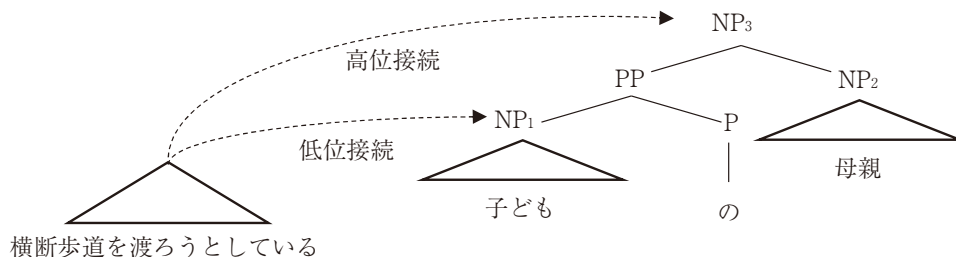 NP3
高位接続
PP
NP2
NP1
P
低位接続
母親
子ども
の
横断歩道を渡ろうとしている